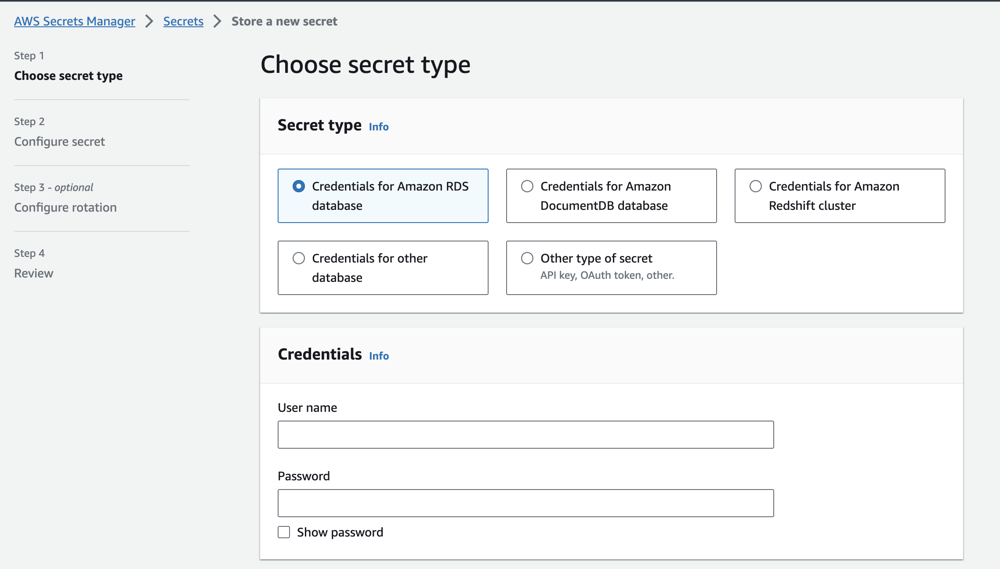 AWS Secrets Manager > Secrets > Store a new secret
Step 1
Choose secret type
Step 2
Configure secret
Step 3 - optional
Configure rotation
Step 4
Review
Choose secret type
Secret type Info
Credentials for Amazon RDS
database
Credentials for Amazon
DocumentDB database
Credentials for Amazon
Redshift cluster
Credentials for other
database
Other type of secret
API key, OAuth token, other.
Credentials Info
User name
Password
Show password